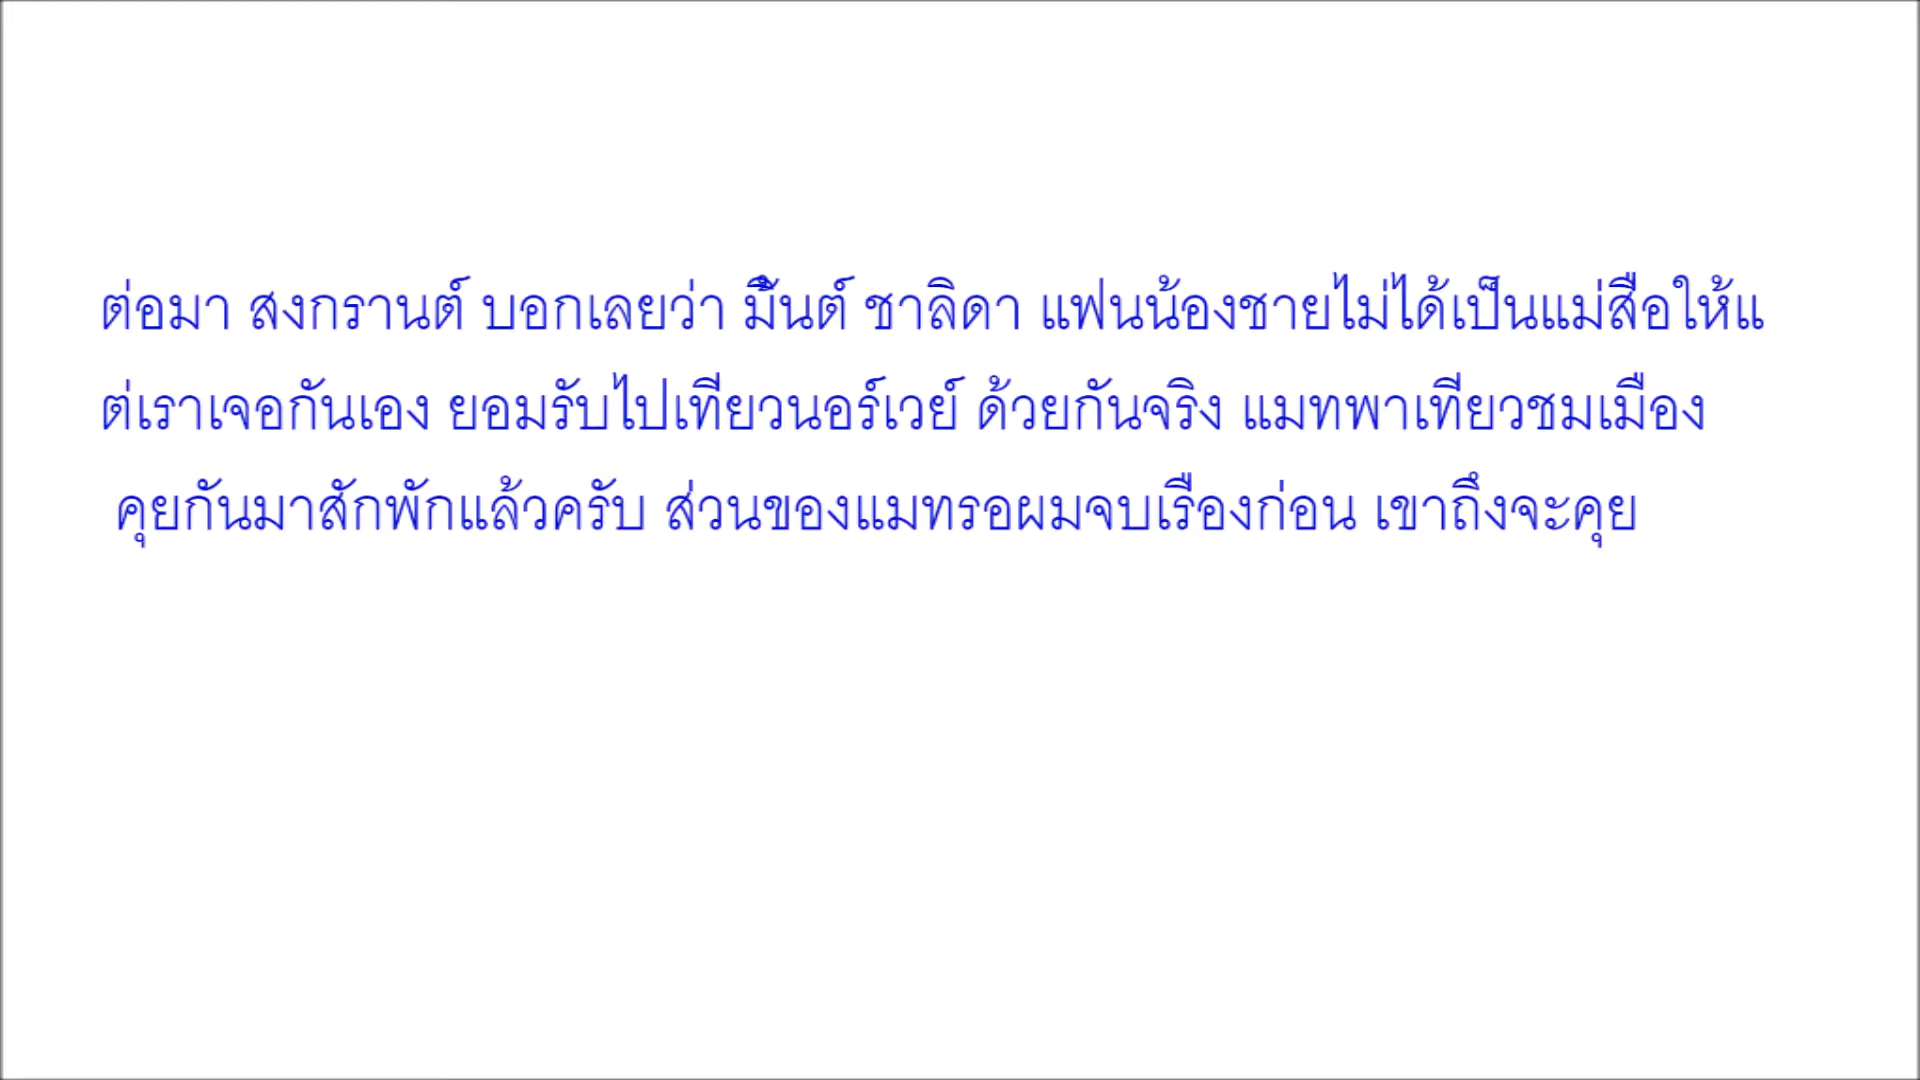 ต่อมา สงกรานต์ บอกเลยว่า มิ้นต์ ชาลิดา แฟนน้องชายไม่ได้เป็นแม่สื่อให้แ
ต่เราเจอกันเอง ยอมรับไปเที่ยวนอร์เวย์ ด้วยกันจริง แมทพาเที่ยวชมเมือง
คุยกันมาสักพักแล้วครับ ส่วนของแมทรอผมจบเรื่องก่อน เขาถึงจะคุย